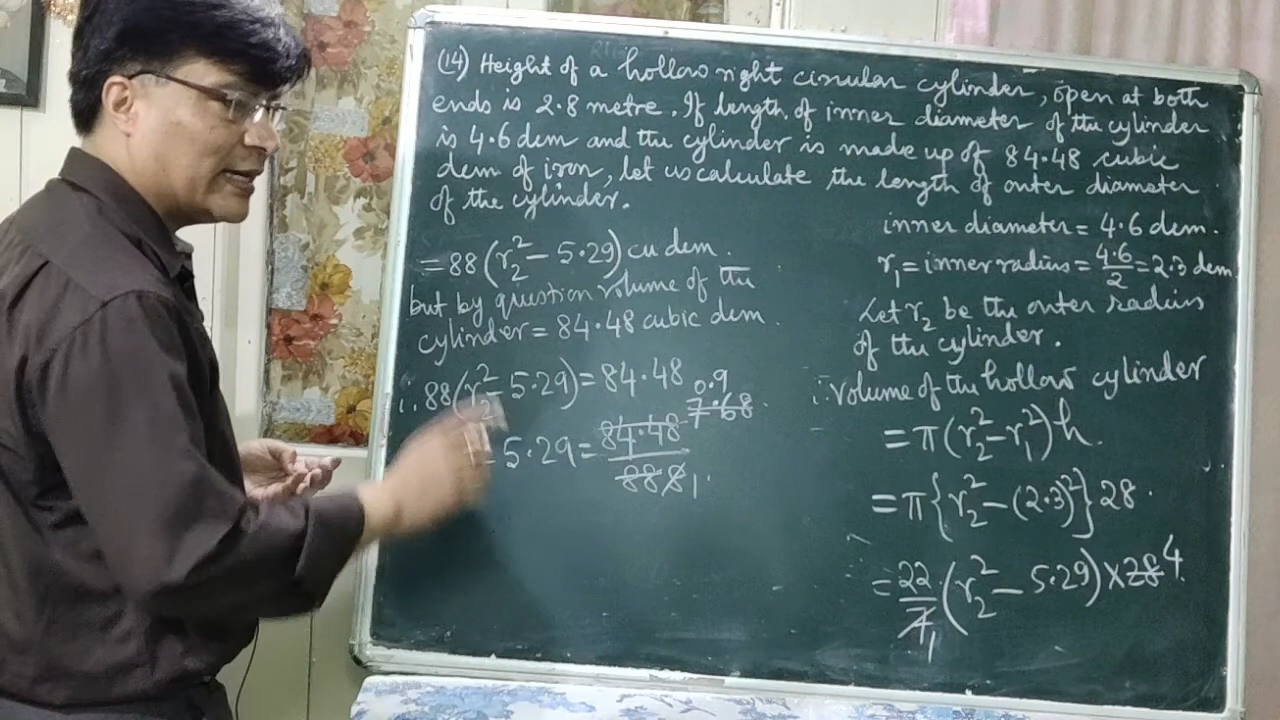 (14) Height of a hollow right circular cylinder, open at both
ends is 2.8 metre. If length of inner diameter of the cylinder
is 4.6 dcm and the cylinder is made up of 84.48 cubic
dcm of iron, let us calculate the length of outer diameter
of the cylinder.
inner diameter = 4.6 dcm.
r₁ = inner radius = 4.6/2 = 2.3 dcm
Let r₂ be the outer radius
of the cylinder.
∴ volume of the hollow cylinder
= π(r₂² − r₁²)h
= π{r₂² − (2.3)²} 28
= 22/7 1 (r₂² − 5.29) × 28 4
= 88(r₂² − 5.29) cu dcm.
but by question volume of the
cylinder = 84.48 cubic dcm.
∴ 88(r₂² − 5.29) = 84.48
0.9
7.68
5.29 = 84.48/88 8 1